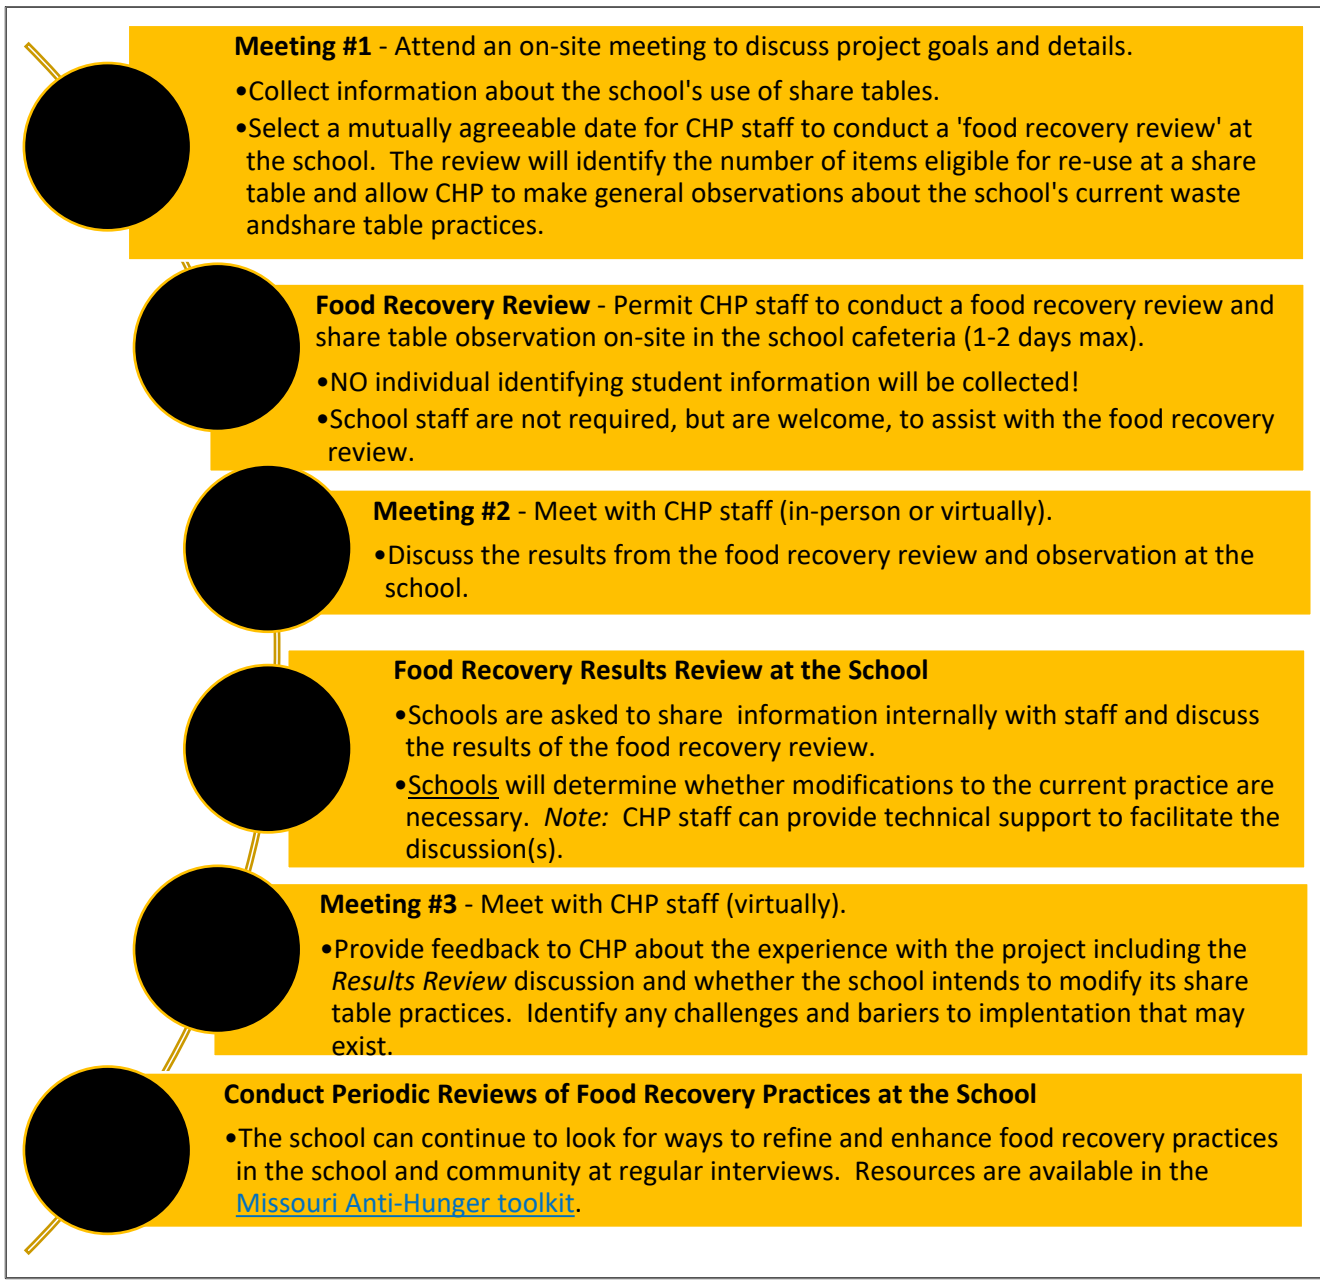 Meeting #1 - Attend an on-site meeting to discuss project goals and details.
•Collect information about the school's use of share tables.
•Select a mutually agreeable date for CHP staff to conduct a 'food recovery review' at
the school.  The review will identify the number of items eligible for re-use at a share
table and allow CHP to make general observations about the school's current waste
andshare table practices.
Food Recovery Review - Permit CHP staff to conduct a food recovery review and
share table observation on-site in the school cafeteria (1-2 days max).
•NO individual identifying student information will be collected!
•School staff are not required, but are welcome, to assist with the food recovery
review.
Meeting #2 - Meet with CHP staff (in-person or virtually).
•Discuss the results from the food recovery review and observation at the
school.
Food Recovery Results Review at the School
•Schools are asked to share  information internally with staff and discuss
the results of the food recovery review.
•Schools will determine whether modifications to the current practice are
necessary.  Note:  CHP staff can provide technical support to facilitate the
discussion(s).
Meeting #3 - Meet with CHP staff (virtually).
•Provide feedback to CHP about the experience with the project including the
Results Review discussion and whether the school intends to modify its share
table practices.  Identify any challenges and bariers to implentation that may
exist.
Conduct Periodic Reviews of Food Recovery Practices at the School
•The school can continue to look for ways to refine and enhance food recovery practices
in the school and community at regular interviews.  Resources are available in the
Missouri Anti-Hunger toolkit.